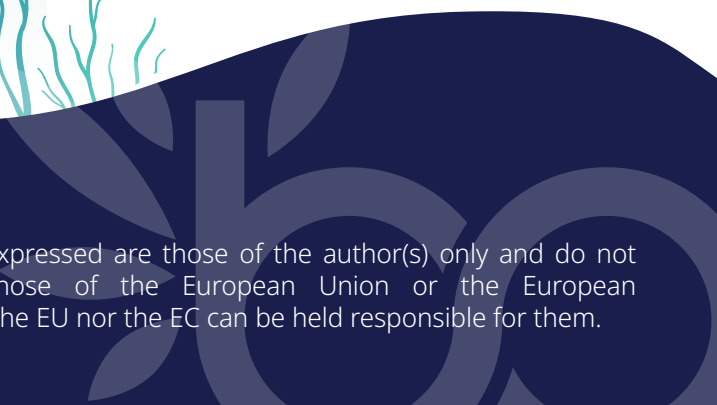 xpressed are those of the author(s) only and do not
hose of the European Union or the European
he EU nor the EC can be held responsible for them.